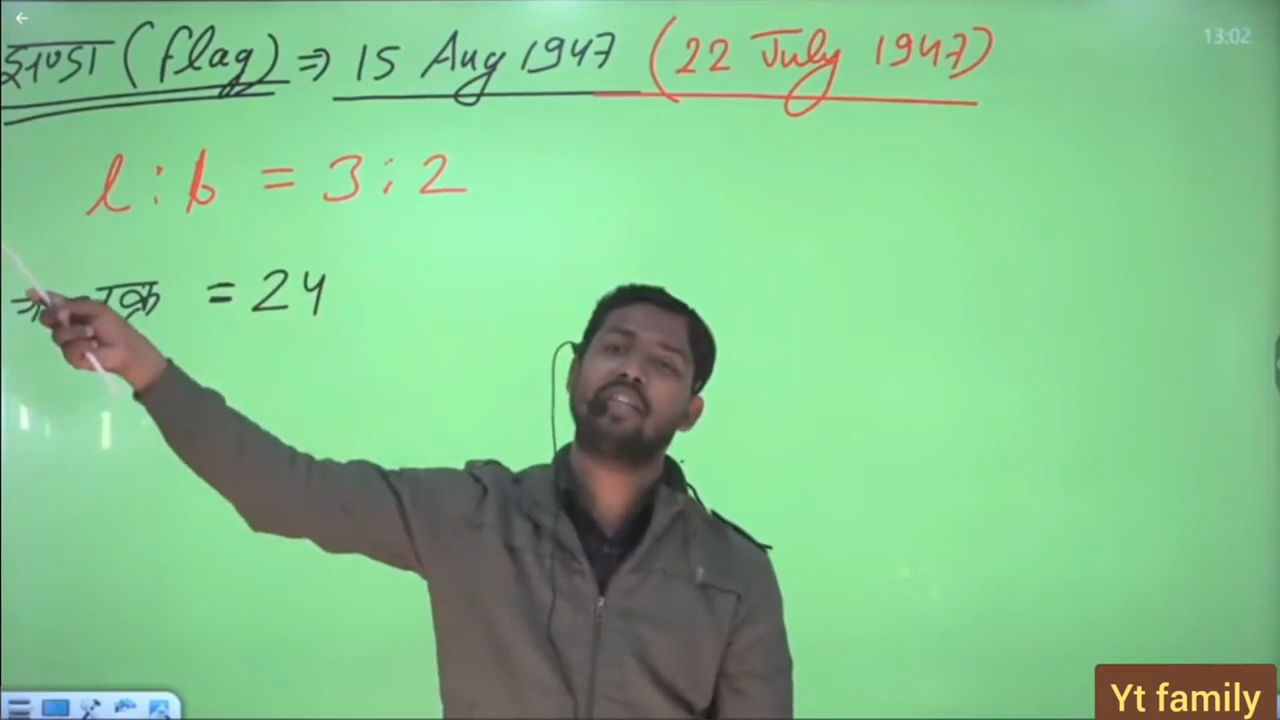 13:02
झण्डा (flag) ⇒ 15 Aug 1947 (22 July 1947)
l : b = 3 : 2
⇒ = 24
Yt family